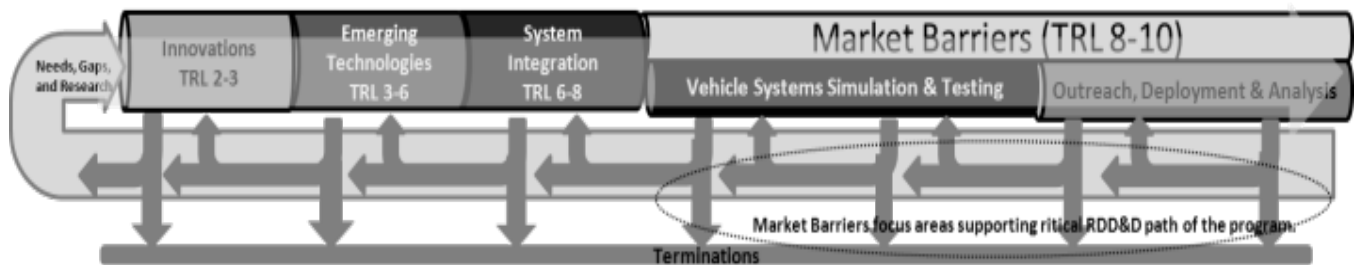 Needs, Gaps,
and Research
Innovations
TRL 2-3
Emerging
Technologies
TRL 3-6
System
Integration
TRL 6-8
Market Barriers (TRL 8-10)
Vehicle Systems Simulation & Testing
Outreach, Deployment & Analysis
Market Barriers focus areas supporting ritical RDD&D path of the program.
Terminations